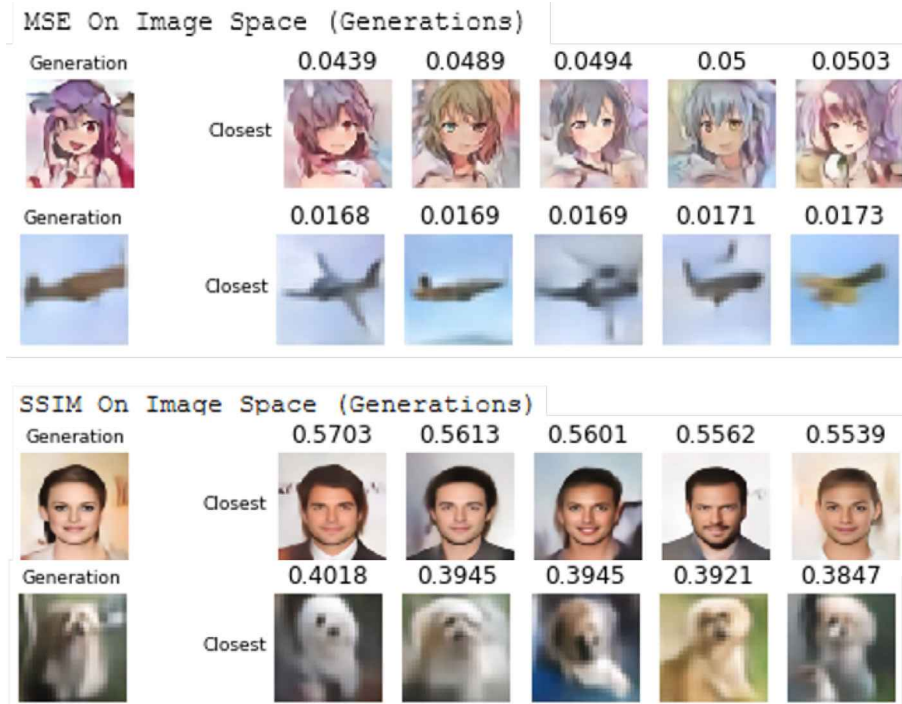 MSE On Image Space (Generations)
Generation 0.0439 0.0489 0.0494 0.05 0.0503
Closest
Generation 0.0168 0.0169 0.0169 0.0171 0.0173
Closest
SSIM On Image Space (Generations)
Generation 0.5703 0.5613 0.5601 0.5562 0.5539
Closest
Generation 0.4018 0.3945 0.3945 0.3921 0.3847
Closest